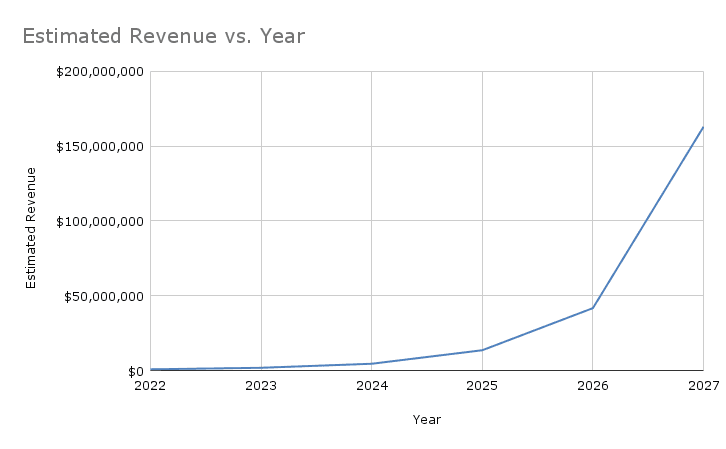 Estimated Revenue vs. Year
$200,000,000
$150,000,000
$100,000,000
$50,000,000
$0
Estimated Revenue
2022 2023 2024 2025 2026 2027
Year